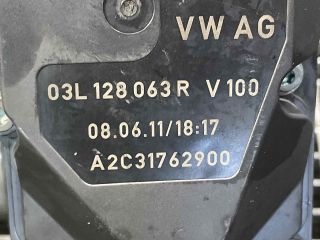 VW AG
03L 128 063 R V 100
08.06.11/18:17
A2C31762900